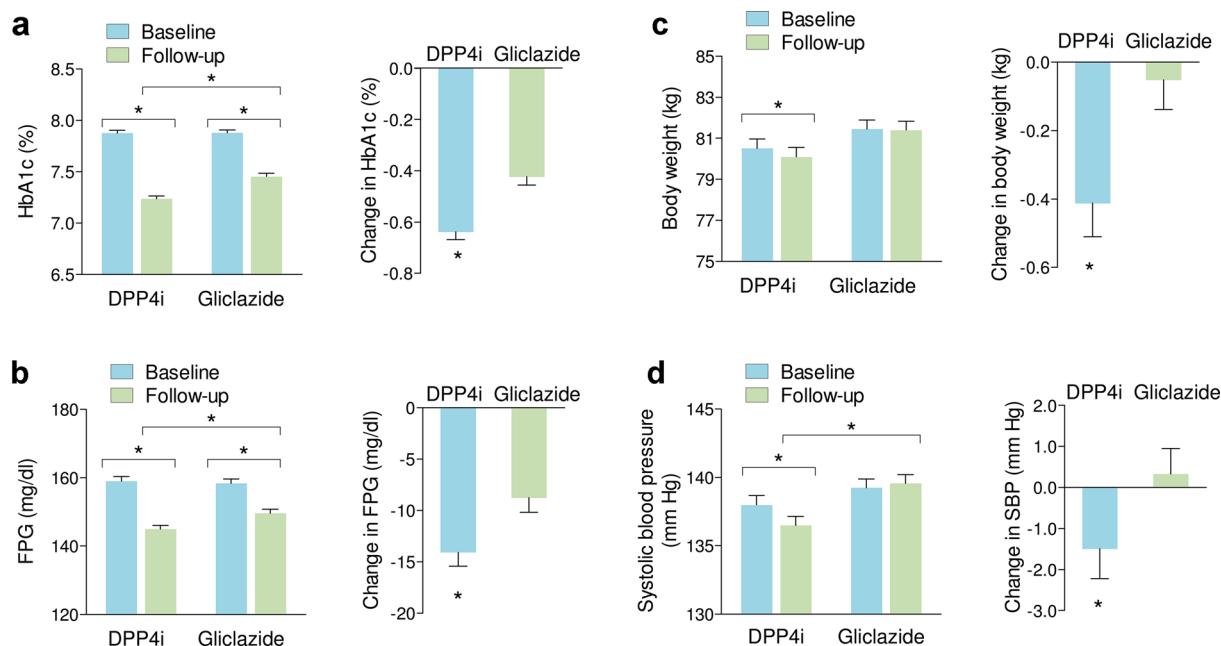 a
Baseline
Follow-up
HbA1c (%)
8.5
8.0
7.5
7.0
6.5
*
*
*
DPP4i
Gliclazide
DPP4i Gliclazide
Change in HbA1c (%)
0.0
-0.2
-0.4
-0.6
-0.8
*
c
Baseline
Follow-up
Body weight (kg)
85
83
81
79
77
75
*
DPP4i
Gliclazide
DPP4i Gliclazide
Change in body weight (kg)
0.0
-0.2
-0.4
-0.6
*
b
Baseline
Follow-up
FPG (mg/dl)
180
160
140
120
*
*
*
DPP4i
Gliclazide
DPP4i Gliclazide
Change in FPG (mg/dl)
0
-5
-10
-15
-20
*
d
Baseline
Follow-up
Systolic blood pressure
(mm Hg)
145
140
135
130
*
*
DPP4i
Gliclazide
DPP4i Gliclazide
Change in SBP (mm Hg)
2.0
1.0
0.0
-1.0
-2.0
-3.0
*